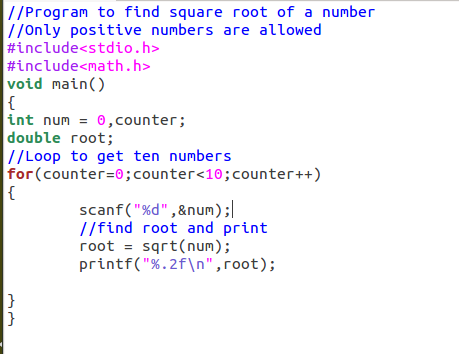 //Program to find square root of a number
//Only positive numbers are allowed
#include<stdio.h>
#include<math.h>
void main()
{
int num = 0,counter;
double root;
//Loop to get ten numbers
for(counter=0;counter<10;counter++)
{
        scanf("%d",&num);
        //find root and print
        root = sqrt(num);
        printf("%.2f\n",root);

}
}